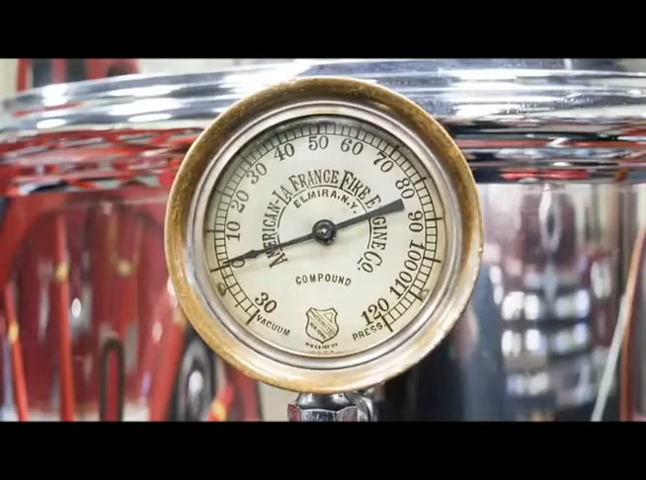 0 10 20 30 40 50 60 70 80 90 100 100 110 120
AMERICAN-LA FRANCE FIRE ENGINE CO.
ELMIRA, N.Y.
COMPOUND
30
VACUUM
PRESS.